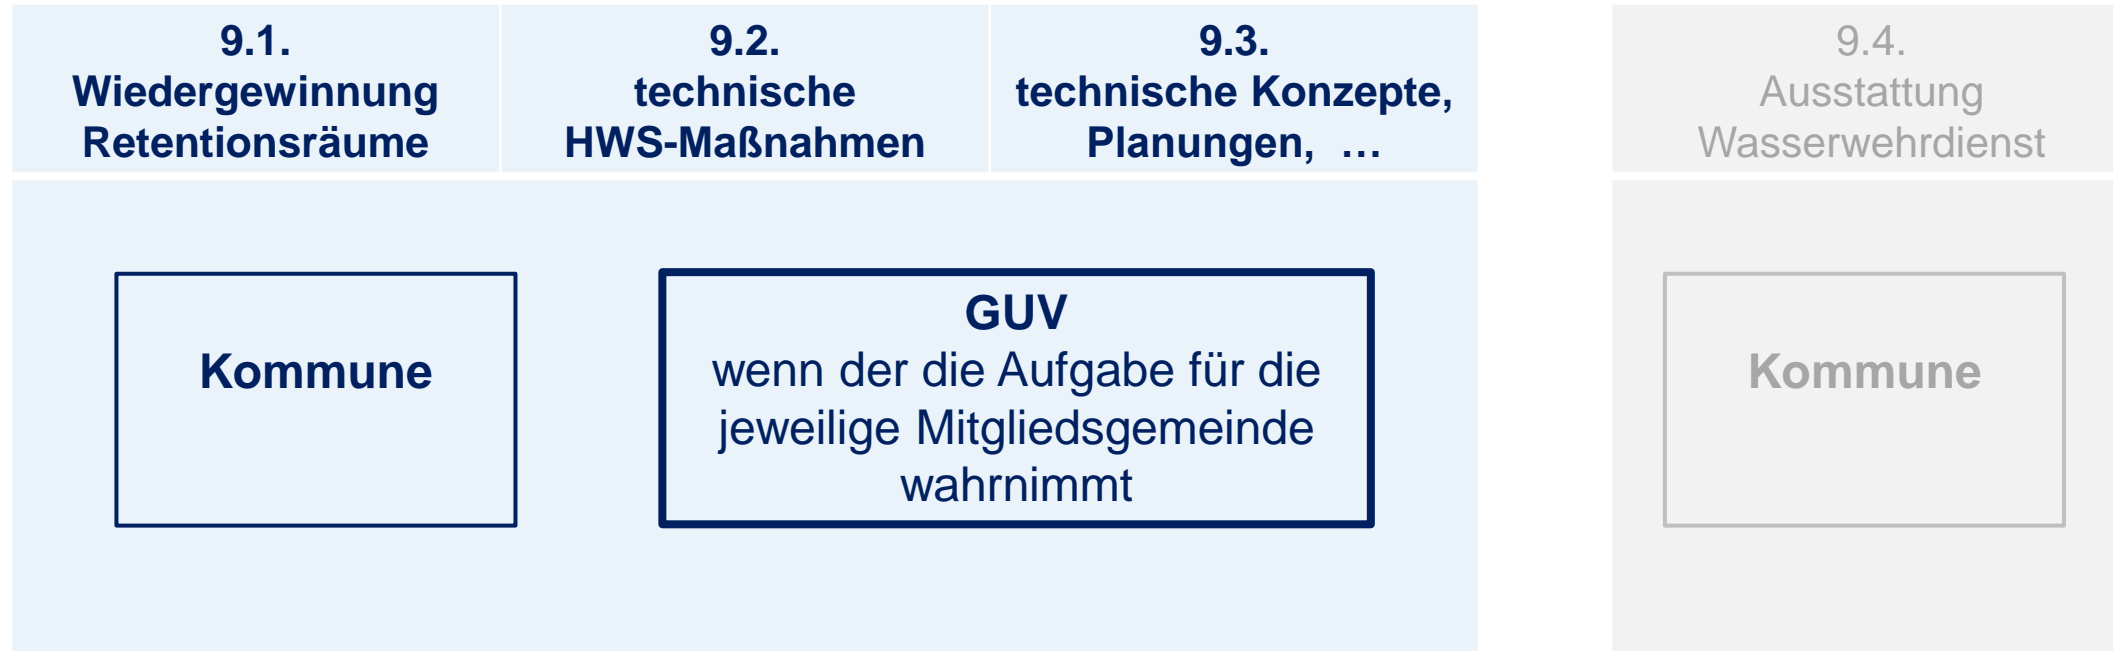 9.1.
Wiedergewinnung
Retentionsräume
9.2.
technische
HWS-Maßnahmen
9.3.
technische Konzepte,
Planungen, …
9.4.
Ausstattung
Wasserwehrdienst
Kommune
GUV
wenn der die Aufgabe für die
jeweilige Mitgliedsgemeinde
wahrnimmt
Kommune